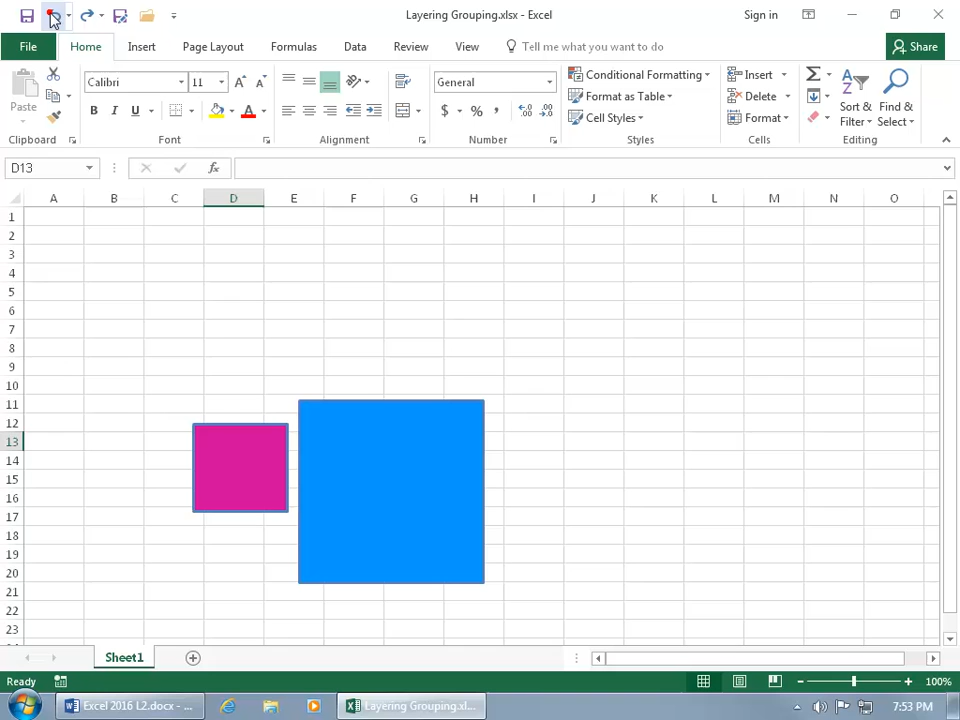 Layering Grouping.xlsx - Excel
Sign in
File Home Insert Page Layout Formulas Data Review View Tell me what you want to do Share
Paste
Calibri 11
General
Conditional Formatting
Format as Table
Cell Styles
Insert
Delete
Format
Sort &
Filter
Find &
Select
Clipboard Font Alignment Number Styles Cells Editing
D13
fx
A B C D E F G H I J K L M N O
1
2
3
4
5
6
7
8
9
10
11
12
13
14
15
16
17
18
19
20
21
22
23
Sheet1
Ready
100%
Excel 2016 L2.docx - ...
Layering Grouping.xl...
7:53 PM